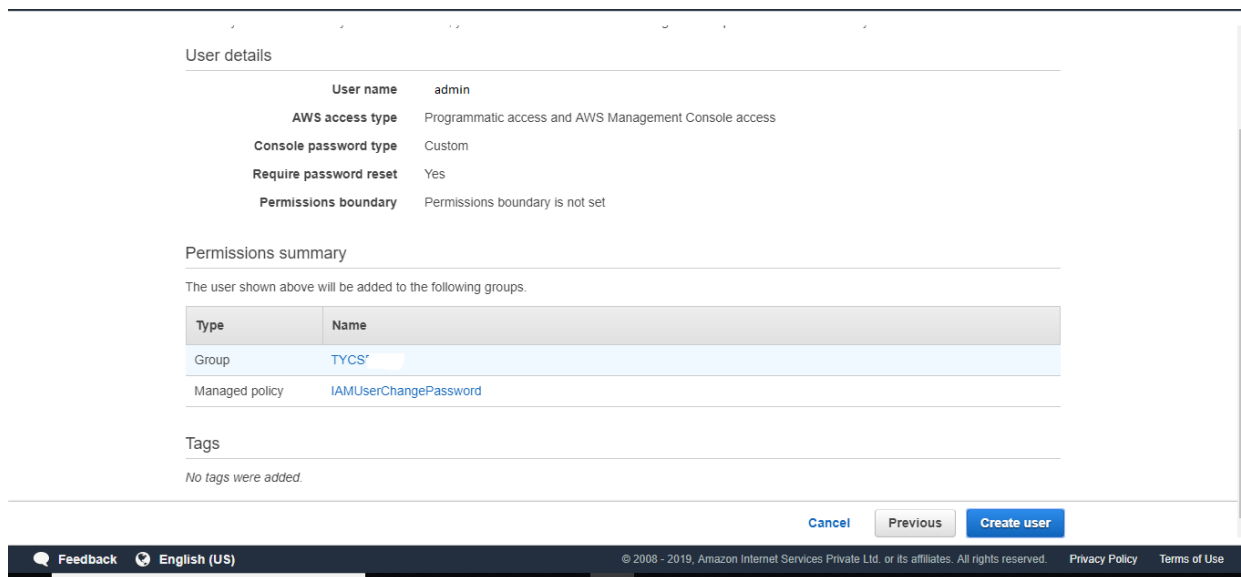 User details
User name admin
AWS access type Programmatic access and AWS Management Console access
Console password type Custom
Require password reset Yes
Permissions boundary Permissions boundary is not set
Permissions summary
The user shown above will be added to the following groups.
Type Name
Group
Managed policy IAMUserChangePassword
Tags
No tags were added.
Cancel Previous Create user
Feedback English (US) © 2008 - 2019, Amazon Internet Services Private Ltd. or its affiliates. All rights reserved. Privacy Policy Terms of Use